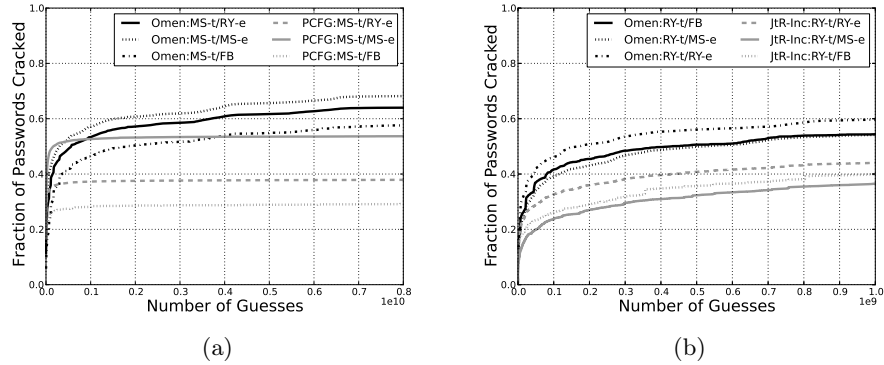 Omen:MS-t/RY-e
Omen:MS-t/MS-e
Omen:MS-t/FB
PCFG:MS-t/RY-e
PCFG:MS-t/MS-e
PCFG:MS-t/FB
Fraction of Passwords Cracked
1.0
0.8
0.6
0.4
0.2
0.0
0.0 0.1 0.2 0.3 0.4 0.5 0.6 0.7 0.8
1e10
Number of Guesses
(a)
Omen:RY-t/FB
Omen:RY-t/MS-e
Omen:RY-t/RY-e
JtR-Inc:RY-t/RY-e
JtR-Inc:RY-t/MS-e
JtR-Inc:RY-t/FB
Fraction of Passwords Cracked
1.0
0.8
0.6
0.4
0.2
0.0
0.0 0.1 0.2 0.3 0.4 0.5 0.6 0.7 0.8 0.9 1.0
1e9
Number of Guesses
(b)